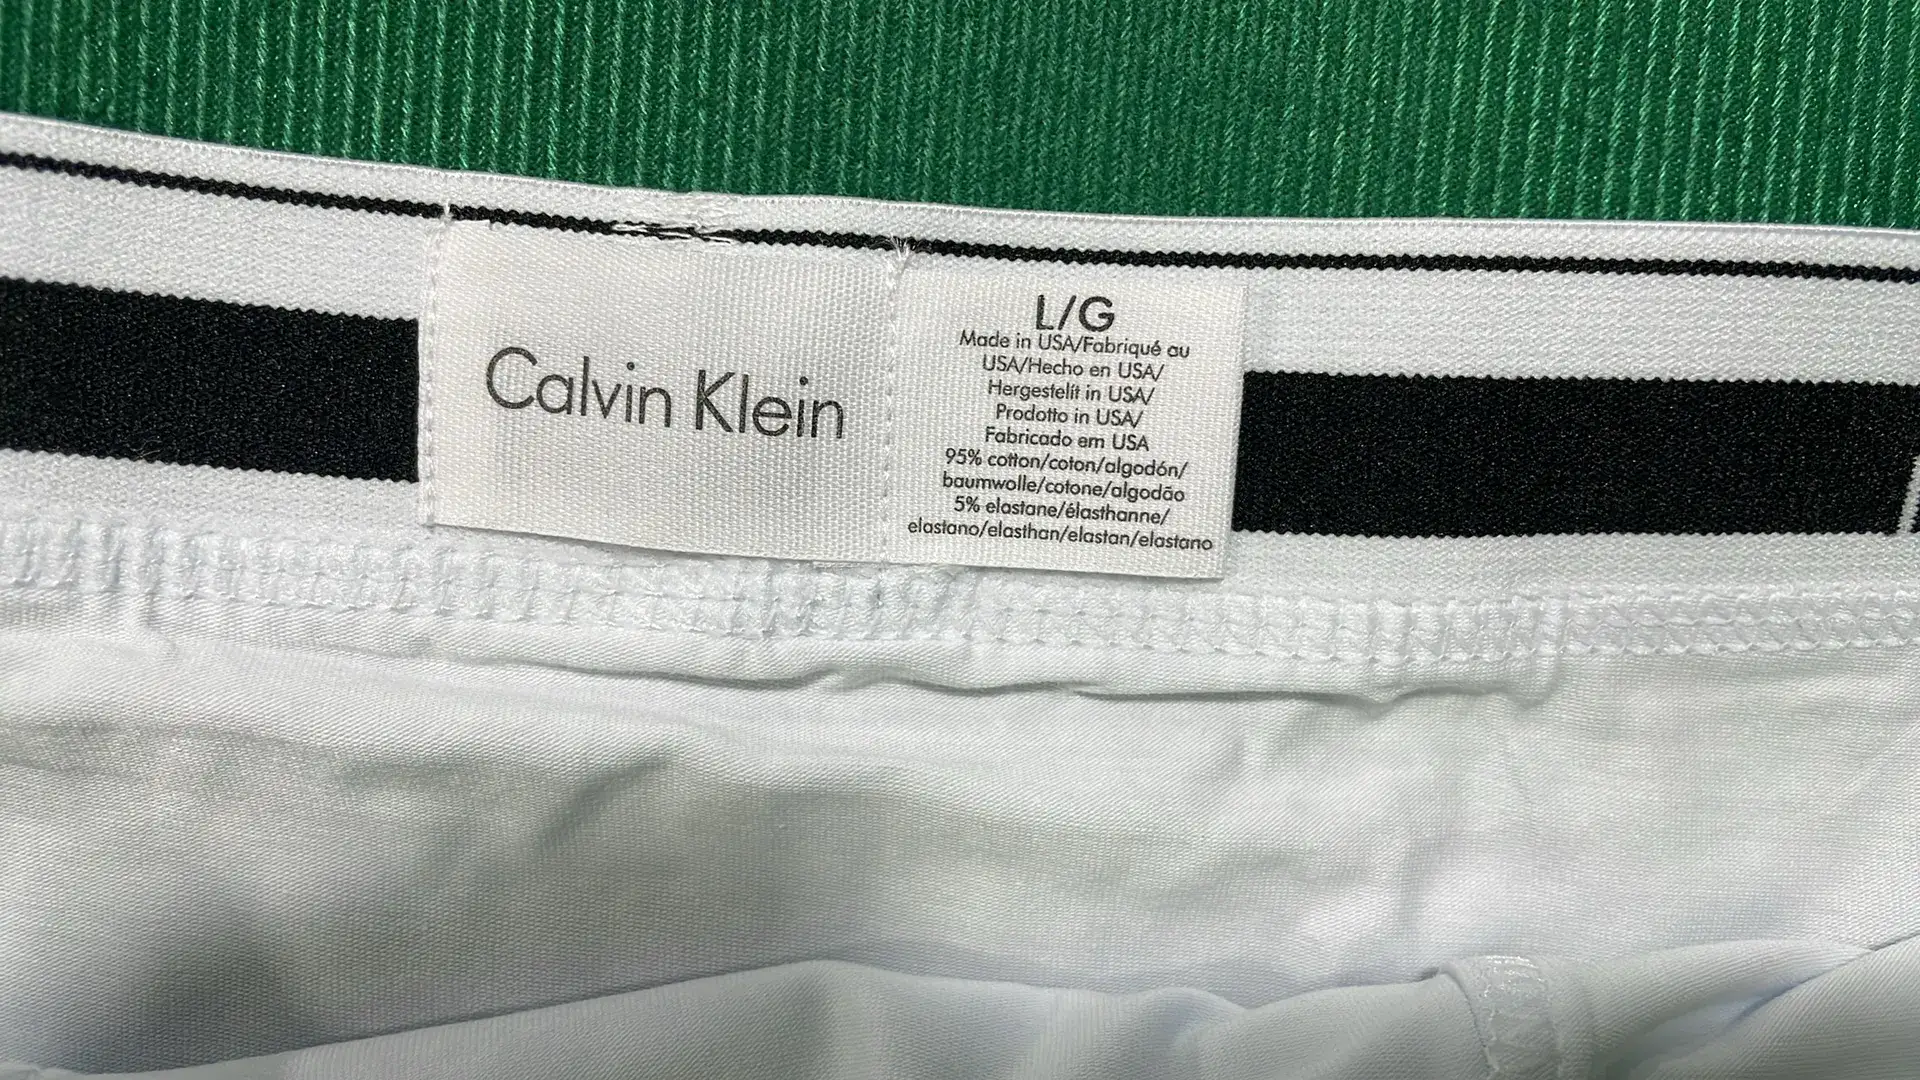 Calvin Klein
L/G
Made in USA/Fabriqué au
USA/Hecho en USA/
Hergestellt in USA/
Prodotto in USA/
Fabricado em USA
95% cotton/coton/algodón/
baumwolle/cotone/algodão
5% elastane/élasthanne/
elastano/elasthan/elastan/elastano